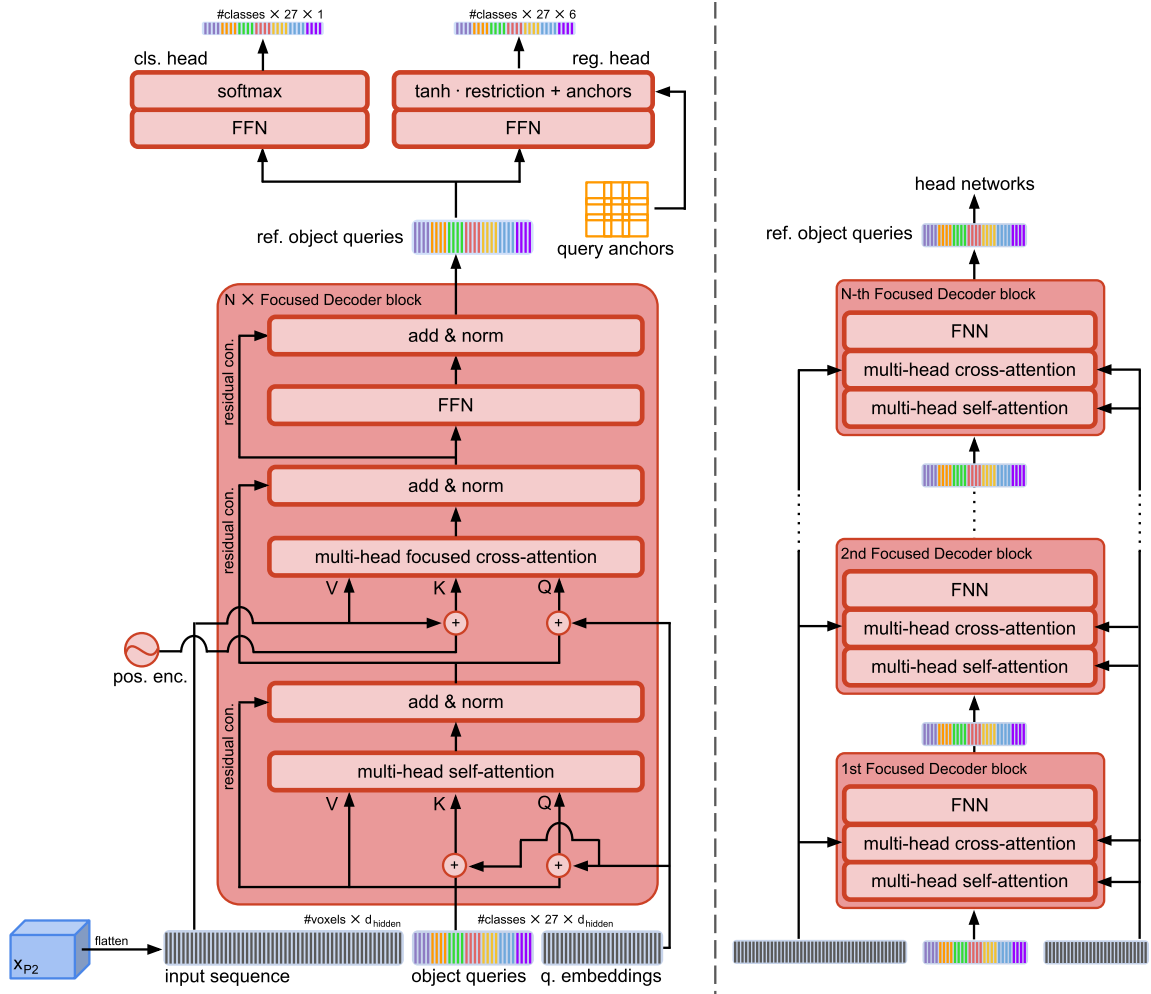 #classes × 27 × 1
#classes × 27 × 6
cls. head
reg. head
softmax
FFN
tanh · restriction + anchors
FFN
ref. object queries
query anchors
N × Focused Decoder block
add & norm
residual con.
FFN
add & norm
residual con.
multi-head focused cross-attention
V
K
Q
+
+
pos. enc.
add & norm
residual con.
multi-head self-attention
V
K
Q
+
+
#voxels × dhidden
#classes × 27 × dhidden
xP2
flatten
input sequence
object queries
q. embeddings
head networks
ref. object queries
N-th Focused Decoder block
FNN
multi-head cross-attention
multi-head self-attention
2nd Focused Decoder block
FNN
multi-head cross-attention
multi-head self-attention
1st Focused Decoder block
FNN
multi-head cross-attention
multi-head self-attention